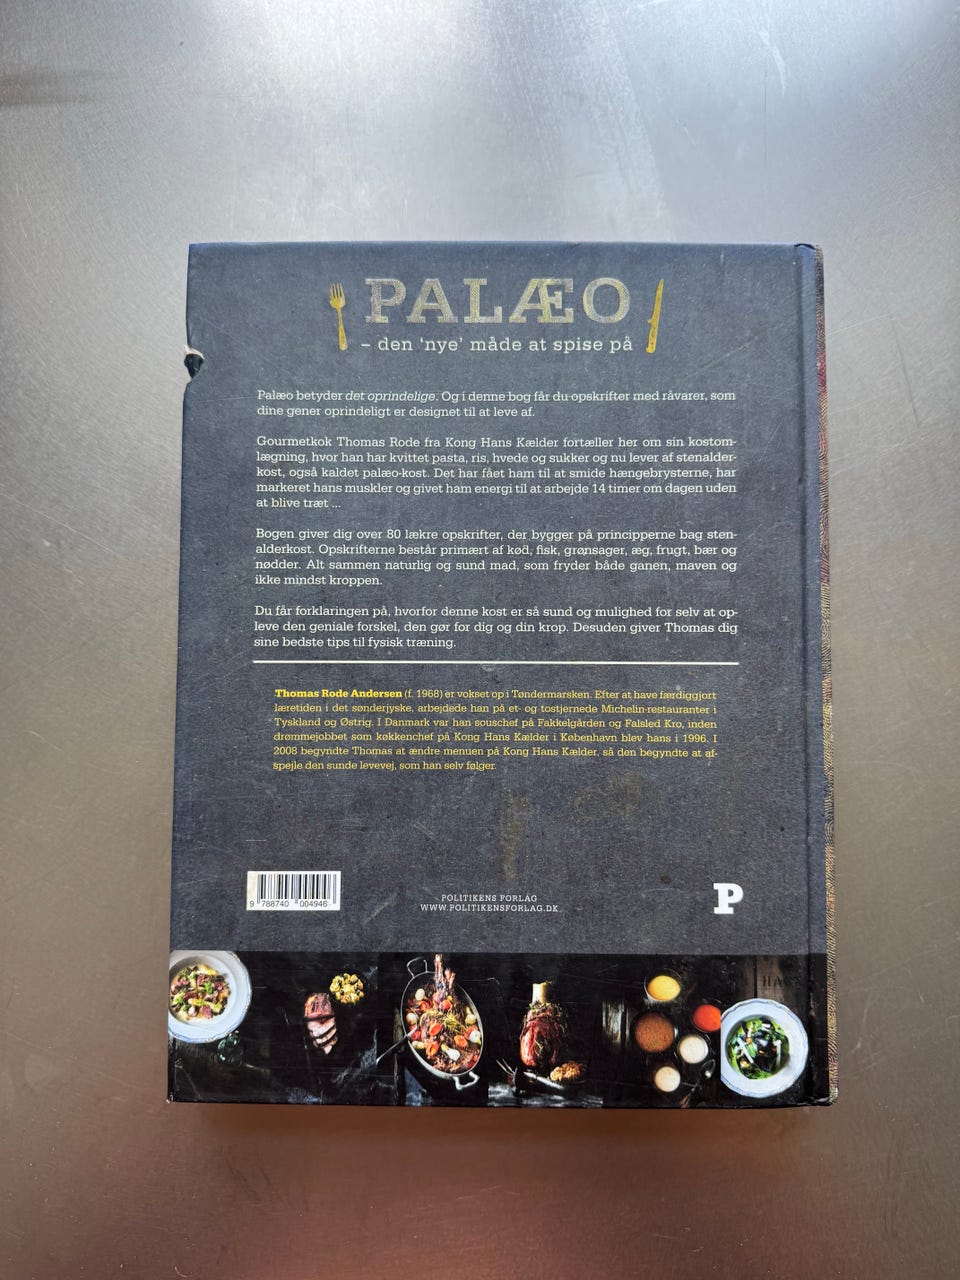 PALÆO
– den ‘nye’ måde at spise på
Palæo betyder det oprindelige. Og i denne bog får du opskrifter med råvarer, som
dine gener oprindeligt er designet til at leve af.
Gourmetkok Thomas Rode fra Kong Hans Kælder fortæller her om sin kostom-
lægning, hvor han har kvittet pasta, ris, hvede og sukker og nu lever af stenalder-
kost, også kaldet palæo-kost. Det har fået ham til at smide hængebrysterne, har
markeret hans muskler og givet ham energi til at arbejde 14 timer om dagen uden
at blive træt ...
Bogen giver dig over 80 lækre opskrifter, der bygger på principperne bag sten-
alderkost. Opskrifterne består primært af kød, fisk, grønsager, æg, frugt, bær og
nødder. Alt sammen naturlig og sund mad, som fryder både ganen, maven og
ikke mindst kroppen.
Du får forklaringen på, hvorfor denne kost er så sund og mulighed for selv at op-
leve den geniale forskel, den gør for dig og din krop. Desuden giver Thomas dig
sine bedste tips til fysisk træning.
Thomas Rode Andersen (f. 1968) er vokset op i Tøndermarsken. Efter at have færdiggjort
læretiden i det sønderjyske, arbejdede han på et- og tostjernede Michelin-restauranter i
Tyskland og Østrig. I Danmark var han souschef på Fakkelgården og Falsled Kro, inden
drømmejobbet som køkkenchef på Kong Hans Kælder i København blev hans i 1996. I
2008 begyndte Thomas at ændre menuen på Kong Hans Kælder, så den begyndte at af-
spejle den sunde levevej, som han selv følger.
9 788740 004946
POLITIKENS FORLAG
WWW.POLITIKENSFORLAG.DK
P